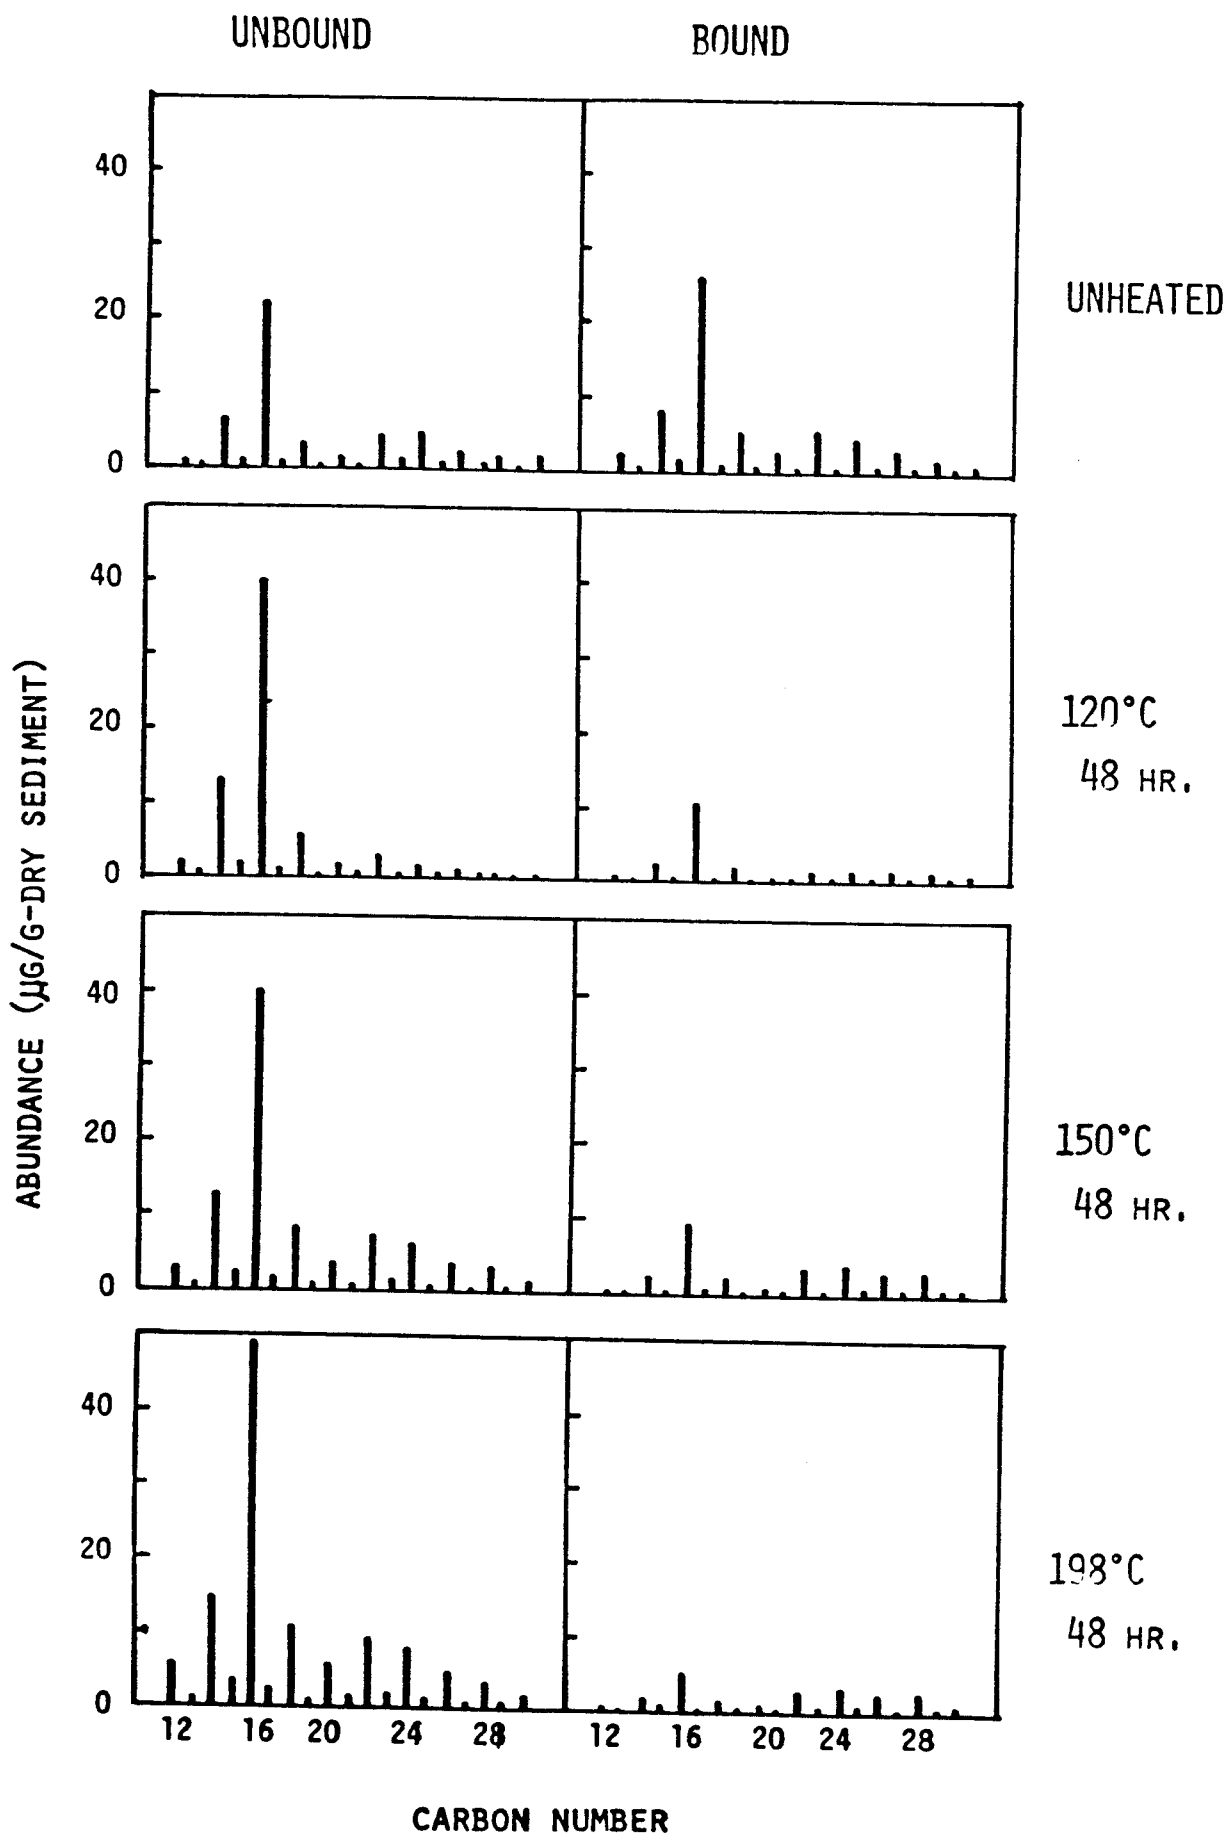 UNBOUND
BOUND
40
20
0
UNHEATED
40
20
0
120°C
48 HR.
40
20
0
150°C
48 HR.
40
20
0
198°C
48 HR.
12 16 20 24 28 12 16 20 24 28
CARBON NUMBER
ABUNDANCE (µG/G-DRY SEDIMENT)